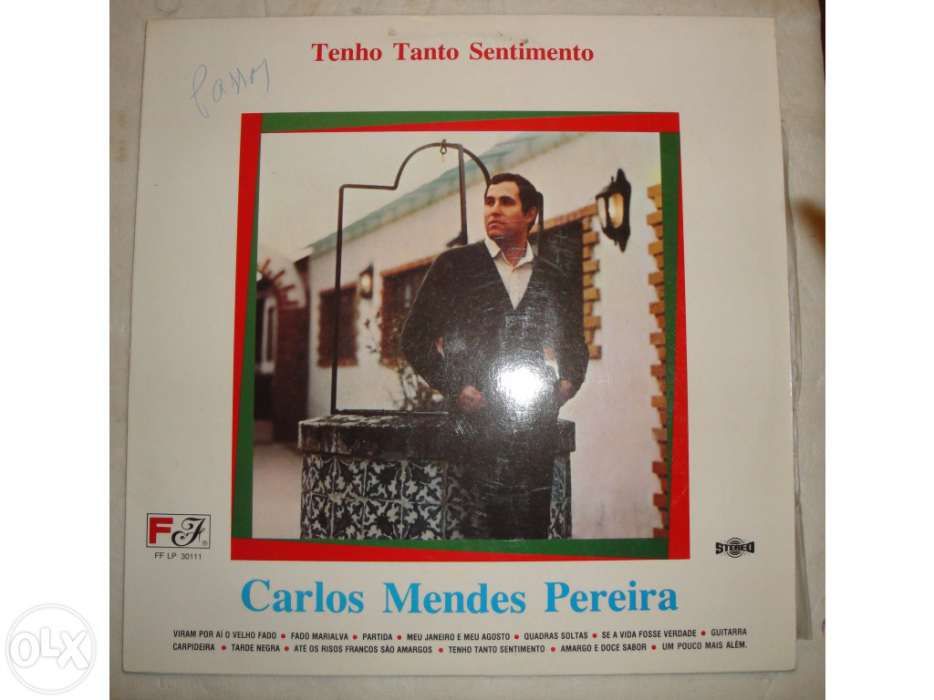 Tenho Tanto Sentimento
FF
FF LP 30111
STEREO
Carlos Mendes Pereira
VIRAM POR AÍ O VELHO FADO • FADO MARIALVA • PARTIDA • MEU JANEIRO E MEU AGOSTO • QUADRAS SOLTAS • SE A VIDA FOSSE VERDADE • GUITARRA
CARPIDEIRA • TARDE NEGRA • ATÉ OS RISOS FRANCOS SÃO AMARGOS • TENHO TANTO SENTIMENTO • AMARGO E DOCE SABOR • UM POUCO MAIS ALÉM.
OLX